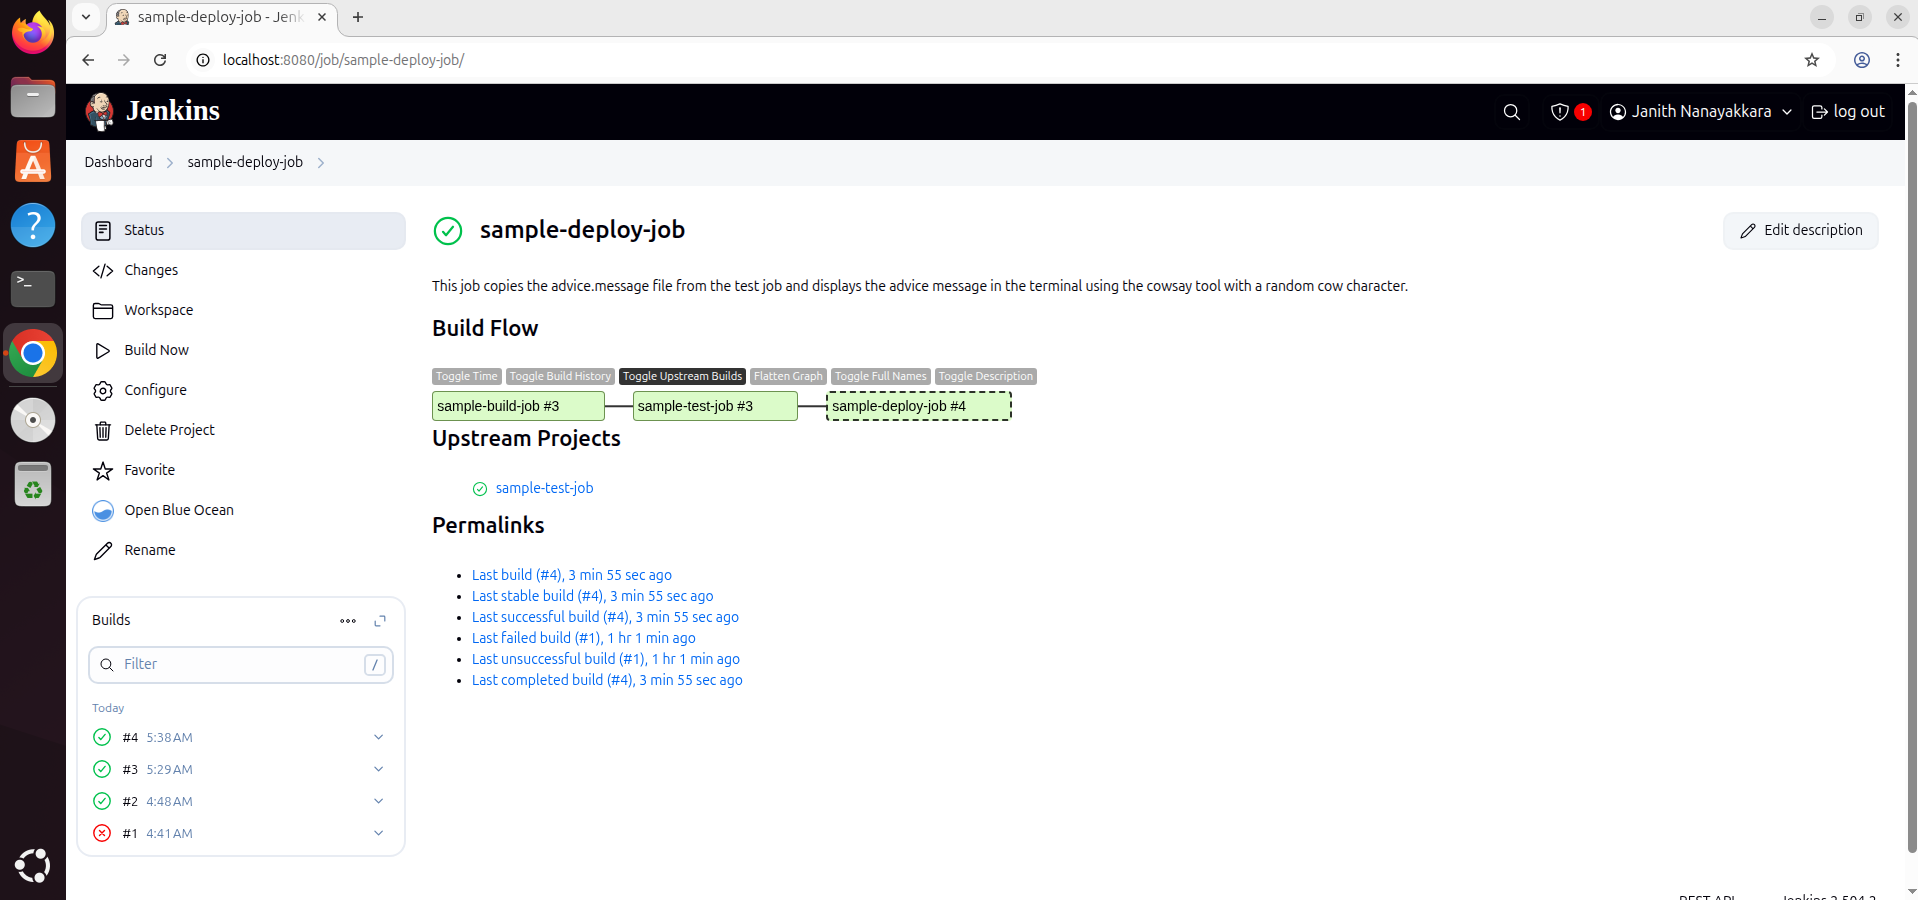 sample-deploy-job - Jenk
localhost:8080/job/sample-deploy-job/
Jenkins
1
Janith Nanayakkara
log out
Dashboard
sample-deploy-job
Status
Changes
Workspace
Build Now
Configure
Delete Project
Favorite
Open Blue Ocean
Rename
Builds
Filter
/
Today
#4 5:38 AM
#3 5:29 AM
#2 4:48 AM
#1 4:41 AM
sample-deploy-job
Edit description
This job copies the advice.message file from the test job and displays the advice message in the terminal using the cowsay tool with a random cow character.
Build Flow
Toggle Time Toggle Build History Toggle Upstream Builds Flatten Graph Toggle Full Names Toggle Description
sample-build-job #3 sample-test-job #3 sample-deploy-job #4
Upstream Projects
sample-test-job
Permalinks
Last build (#4), 3 min 55 sec ago
Last stable build (#4), 3 min 55 sec ago
Last successful build (#4), 3 min 55 sec ago
Last failed build (#1), 1 hr 1 min ago
Last unsuccessful build (#1), 1 hr 1 min ago
Last completed build (#4), 3 min 55 sec ago
REST API Jenkins 2.504.2